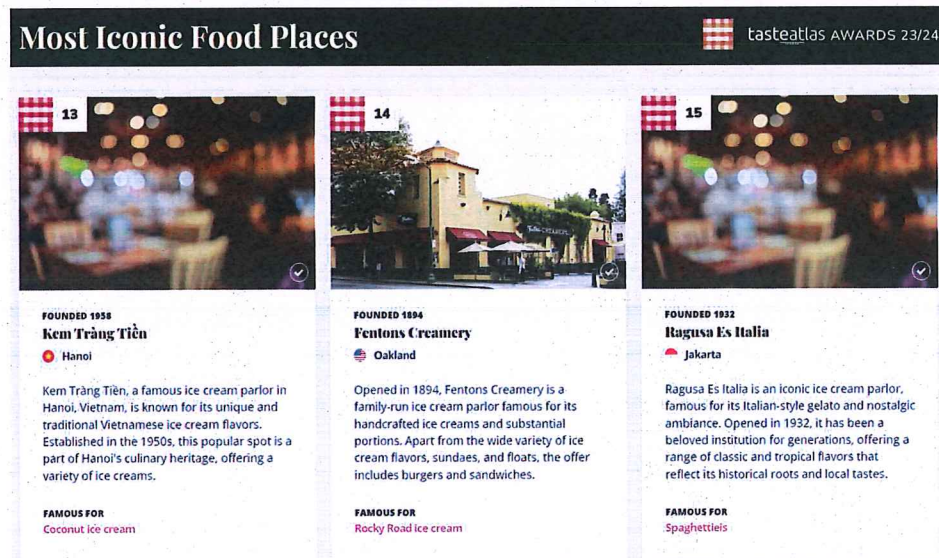 Most Iconic Food Places
tasteatlas AWARDS 23/24
13
FOUNDED 1958
Kem Tràng Tiền
Hanoi
Kem Tràng Tiền, a famous ice cream parlor in
Hanoi, Vietnam, is known for its unique and
traditional Vietnamese ice cream flavors.
Established in the 1950s, this popular spot is a
part of Hanoi's culinary heritage, offering a
variety of ice creams.
FAMOUS FOR
Coconut ice cream
14
FOUNDED 1894
Fentons Creamery
Oakland
Opened in 1894, Fentons Creamery is a
family-run ice cream parlor famous for its
handcrafted ice creams and substantial
portions. Apart from the wide variety of ice
cream flavors, sundaes, and floats, the offer
includes burgers and sandwiches.
FAMOUS FOR
Rocky Road ice cream
15
FOUNDED 1932
Ragusa Es Italia
Jakarta
Ragusa Es Italia is an iconic ice cream parlor,
famous for its Italian-style gelato and nostalgic
ambiance. Opened in 1932, it has been a
beloved institution for generations, offering a
range of classic and tropical flavors that
reflect its historical roots and local tastes.
FAMOUS FOR
Spaghettieis